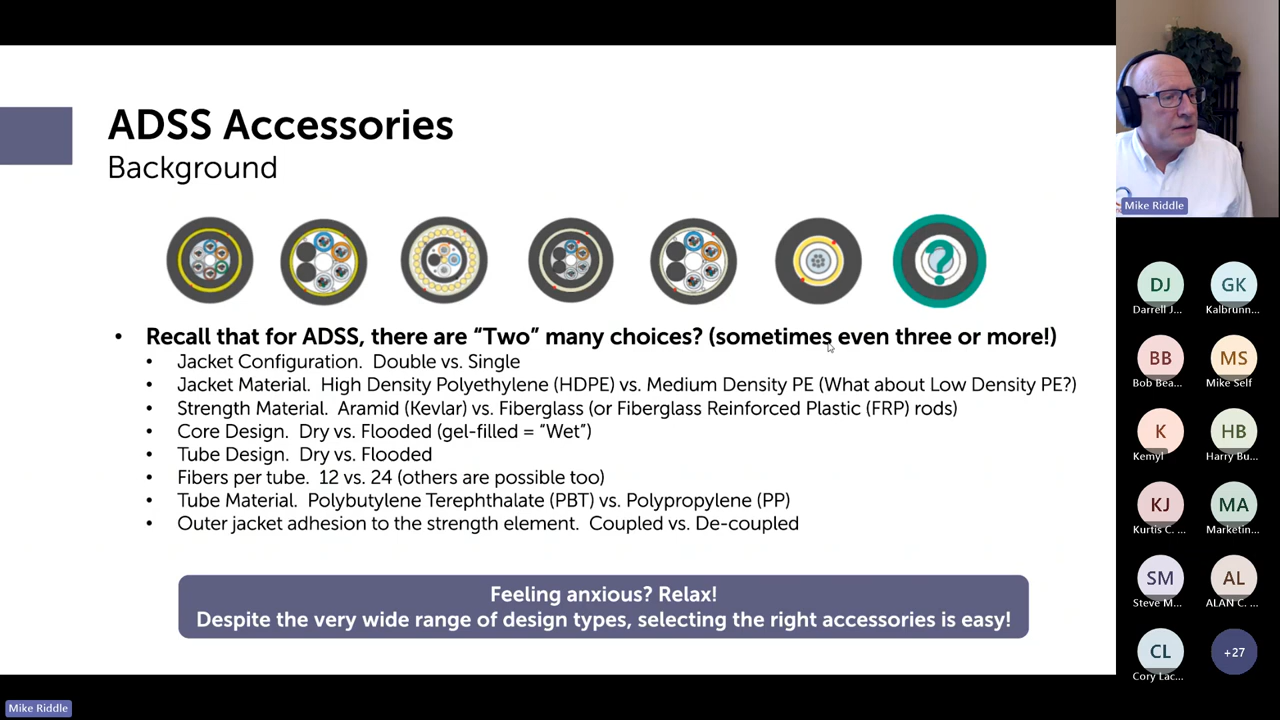 ADSS Accessories
Background
?
• Recall that for ADSS, there are “Two” many choices? (sometimes even three or more!)
• Jacket Configuration. Double vs. Single
• Jacket Material. High Density Polyethylene (HDPE) vs. Medium Density PE (What about Low Density PE?)
• Strength Material. Aramid (Kevlar) vs. Fiberglass (or Fiberglass Reinforced Plastic (FRP) rods)
• Core Design. Dry vs. Flooded (gel-filled = “Wet”)
• Tube Design. Dry vs. Flooded
• Fibers per tube. 12 vs. 24 (others are possible too)
• Tube Material. Polybutylene Terephthalate (PBT) vs. Polypropylene (PP)
• Outer jacket adhesion to the strength element. Coupled vs. De-coupled
Feeling anxious? Relax!
Despite the very wide range of design types, selecting the right accessories is easy!
Mike Riddle
Mike Riddle
DJ GK
Darrell J... Kalbrunn...
BB MS
Bob Bea... Mike Self
K HB
Kemyl Harry Bu...
KJ MA
Kurtis C. ... Marketin...
SM AL
Steve M... ALAN C. ...
CL +27
Cory Lac...